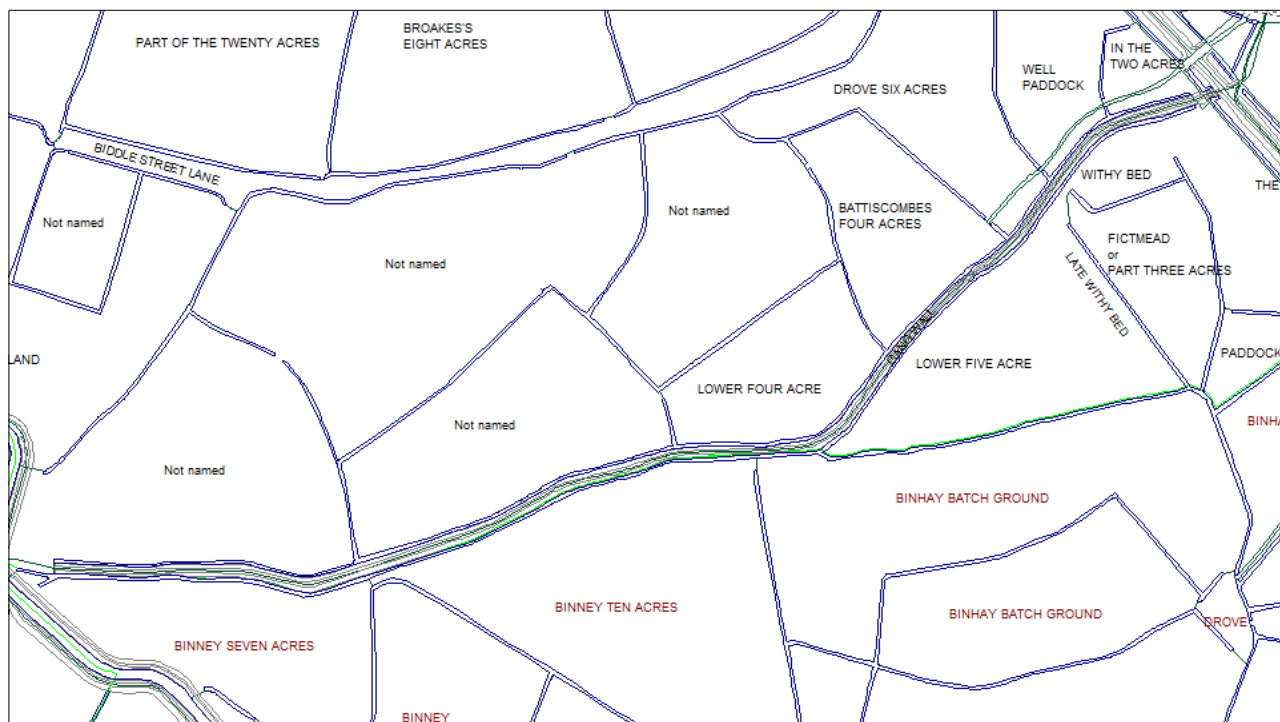 BROAKES'S
EIGHT ACRES
PART OF THE TWENTY ACRES
IN THE
TWO ACRES
WELL
PADDOCK
DROVE SIX ACRES
BIDDLE STREET LANE
WITHY BED
THE
Not named
Not named
BATTISCOMBES
FOUR ACRES
FICTMEAD
or
PART THREE ACRES
Not named
LATE WITHY BED
LAND
PADDOCK
LOWER FIVE ACRE
LOWER FOUR ACRE
Not named
BINHA
Not named
BINHAY BATCH GROUND
BINNEY TEN ACRES
BINHAY BATCH GROUND
DROVE
BINNEY SEVEN ACRES
BINNEY